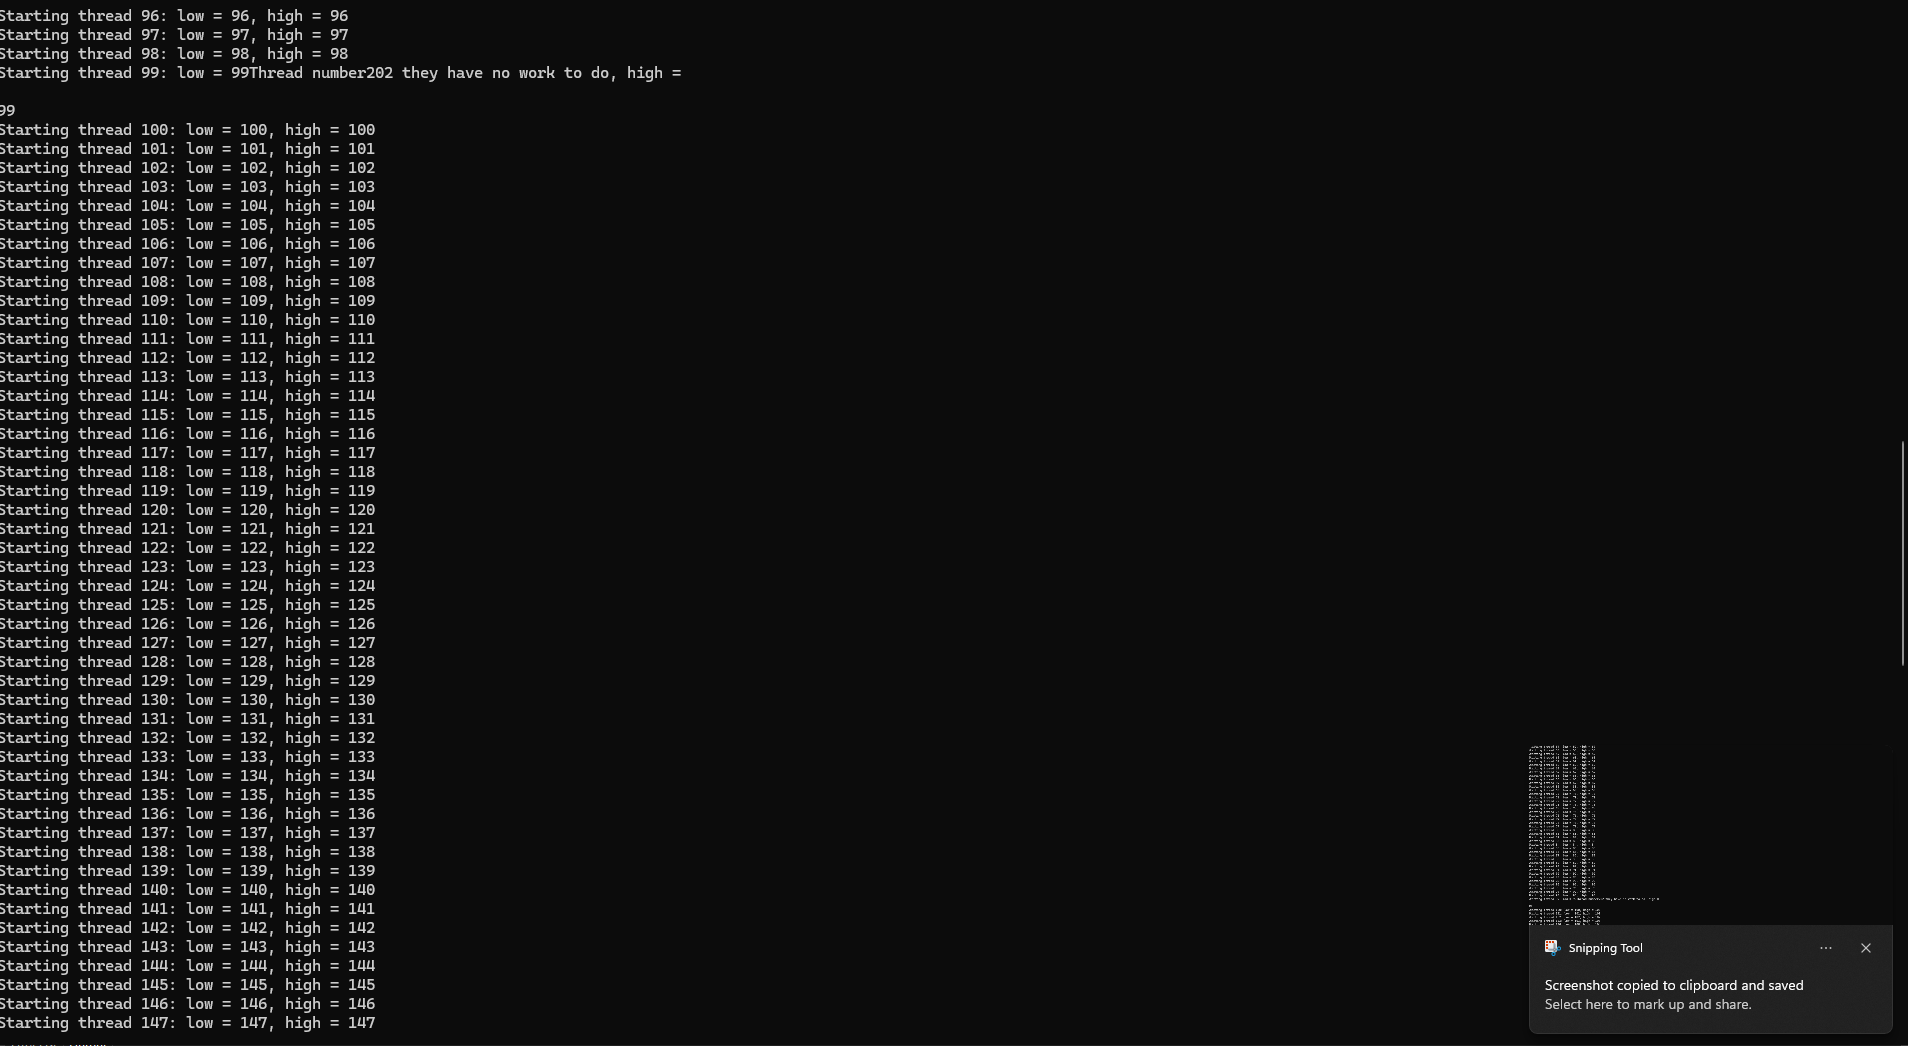 Starting thread 96: low = 96, high = 96
Starting thread 97: low = 97, high = 97
Starting thread 98: low = 98, high = 98
Starting thread 99: low = 99Thread number202 they have no work to do, high =
99
Starting thread 100: low = 100, high = 100
Starting thread 101: low = 101, high = 101
Starting thread 102: low = 102, high = 102
Starting thread 103: low = 103, high = 103
Starting thread 104: low = 104, high = 104
Starting thread 105: low = 105, high = 105
Starting thread 106: low = 106, high = 106
Starting thread 107: low = 107, high = 107
Starting thread 108: low = 108, high = 108
Starting thread 109: low = 109, high = 109
Starting thread 110: low = 110, high = 110
Starting thread 111: low = 111, high = 111
Starting thread 112: low = 112, high = 112
Starting thread 113: low = 113, high = 113
Starting thread 114: low = 114, high = 114
Starting thread 115: low = 115, high = 115
Starting thread 116: low = 116, high = 116
Starting thread 117: low = 117, high = 117
Starting thread 118: low = 118, high = 118
Starting thread 119: low = 119, high = 119
Starting thread 120: low = 120, high = 120
Starting thread 121: low = 121, high = 121
Starting thread 122: low = 122, high = 122
Starting thread 123: low = 123, high = 123
Starting thread 124: low = 124, high = 124
Starting thread 125: low = 125, high = 125
Starting thread 126: low = 126, high = 126
Starting thread 127: low = 127, high = 127
Starting thread 128: low = 128, high = 128
Starting thread 129: low = 129, high = 129
Starting thread 130: low = 130, high = 130
Starting thread 131: low = 131, high = 131
Starting thread 132: low = 132, high = 132
Starting thread 133: low = 133, high = 133
Starting thread 134: low = 134, high = 134
Starting thread 135: low = 135, high = 135
Starting thread 136: low = 136, high = 136
Starting thread 137: low = 137, high = 137
Starting thread 138: low = 138, high = 138
Starting thread 139: low = 139, high = 139
Starting thread 140: low = 140, high = 140
Starting thread 141: low = 141, high = 141
Starting thread 142: low = 142, high = 142
Starting thread 143: low = 143, high = 143
Starting thread 144: low = 144, high = 144
Starting thread 145: low = 145, high = 145
Starting thread 146: low = 146, high = 146
Starting thread 147: low = 147, high = 147
Snipping Tool
Screenshot copied to clipboard and saved
Select here to mark up and share.